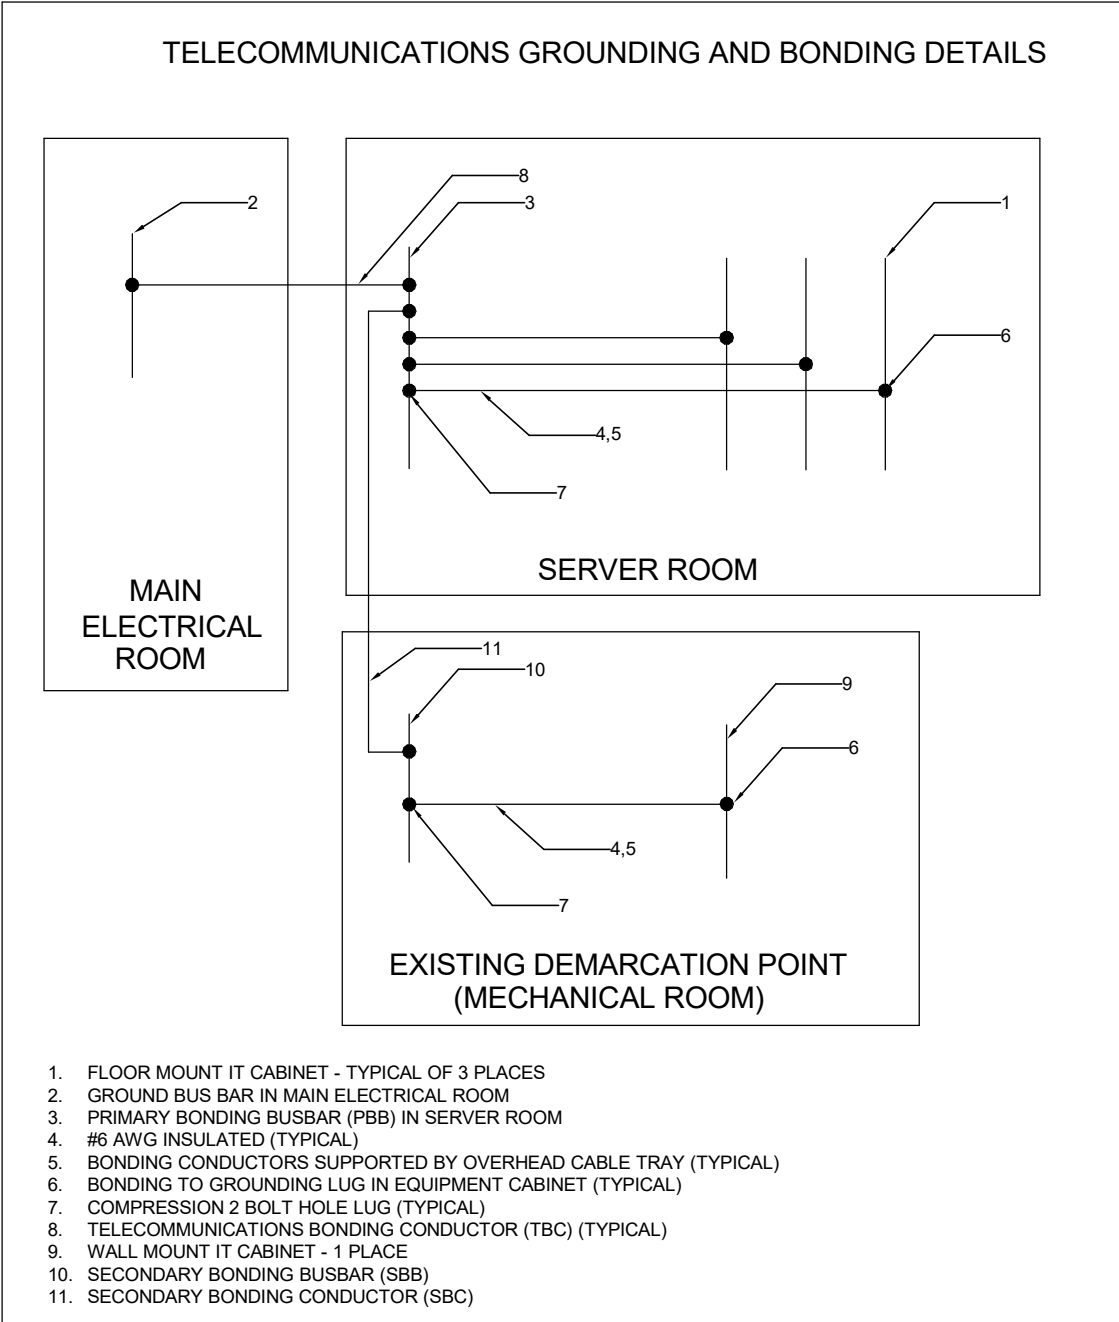 TELECOMMUNICATIONS GROUNDING AND BONDING DETAILS
2
8
3
1
6
4,5
7
SERVER ROOM
MAIN
ELECTRICAL
ROOM
11
10
9
6
4,5
7
EXISTING DEMARCATION POINT
(MECHANICAL ROOM)
1. FLOOR MOUNT IT CABINET - TYPICAL OF 3 PLACES
2. GROUND BUS BAR IN MAIN ELECTRICAL ROOM
3. PRIMARY BONDING BUSBAR (PBB) IN SERVER ROOM
4. #6 AWG INSULATED (TYPICAL)
5. BONDING CONDUCTORS SUPPORTED BY OVERHEAD CABLE TRAY (TYPICAL)
6. BONDING TO GROUNDING LUG IN EQUIPMENT CABINET (TYPICAL)
7. COMPRESSION 2 BOLT HOLE LUG (TYPICAL)
8. TELECOMMUNICATIONS BONDING CONDUCTOR (TBC) (TYPICAL)
9. WALL MOUNT IT CABINET - 1 PLACE
10. SECONDARY BONDING BUSBAR (SBB)
11. SECONDARY BONDING CONDUCTOR (SBC)